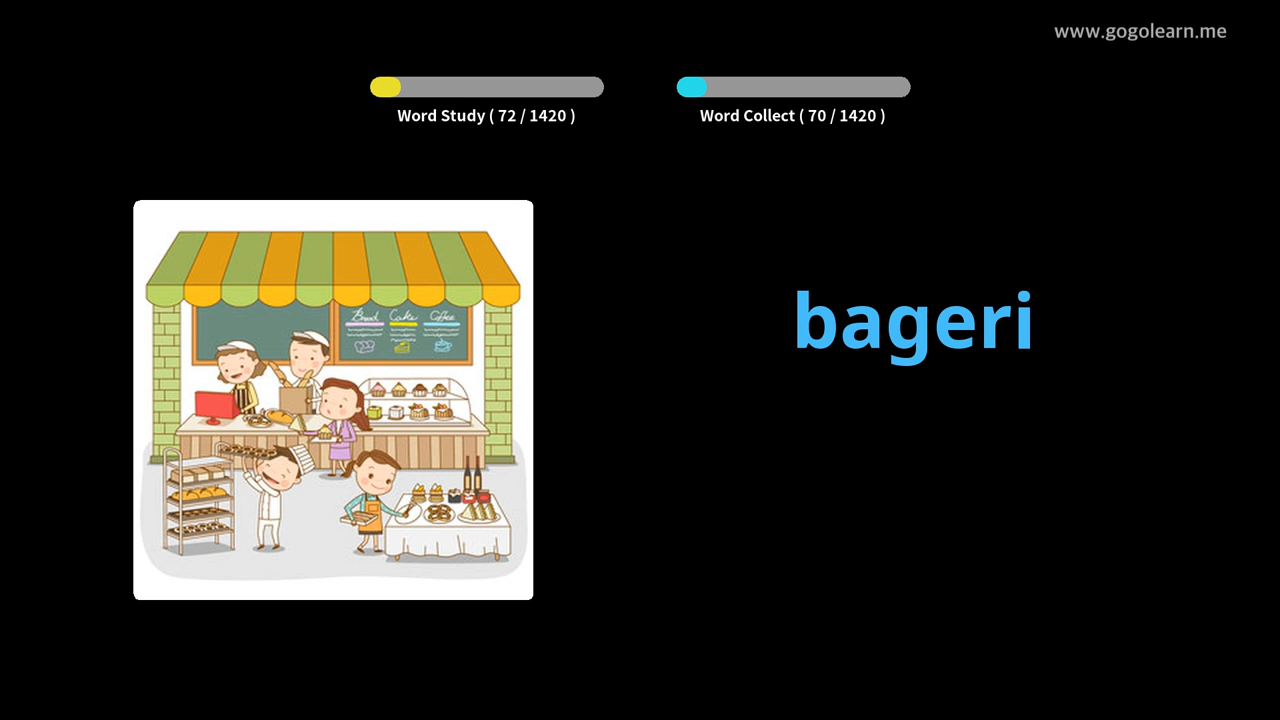 www.gogolearn.me
Word Study ( 72 / 1420 )
Word Collect ( 70 / 1420 )
Bread Cake Coffee
bageri